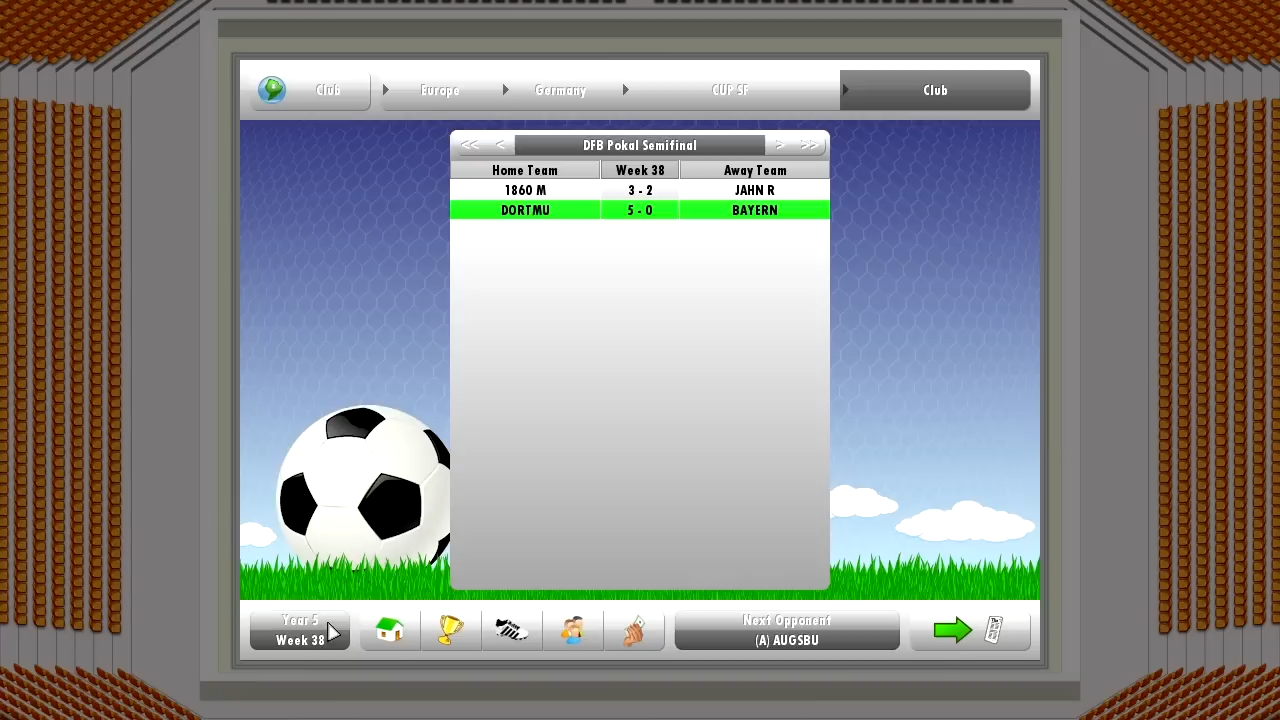 Club Europe Germany CUP SF Club
<< < DFB Pokal Semifinal > >>
Home Team Week 38 Away Team
1860 M 3 - 2 JAHN R
DORTMU 5 - 0 BAYERN
Year 5
Week 38
Next Opponent
(A) AUGSBU